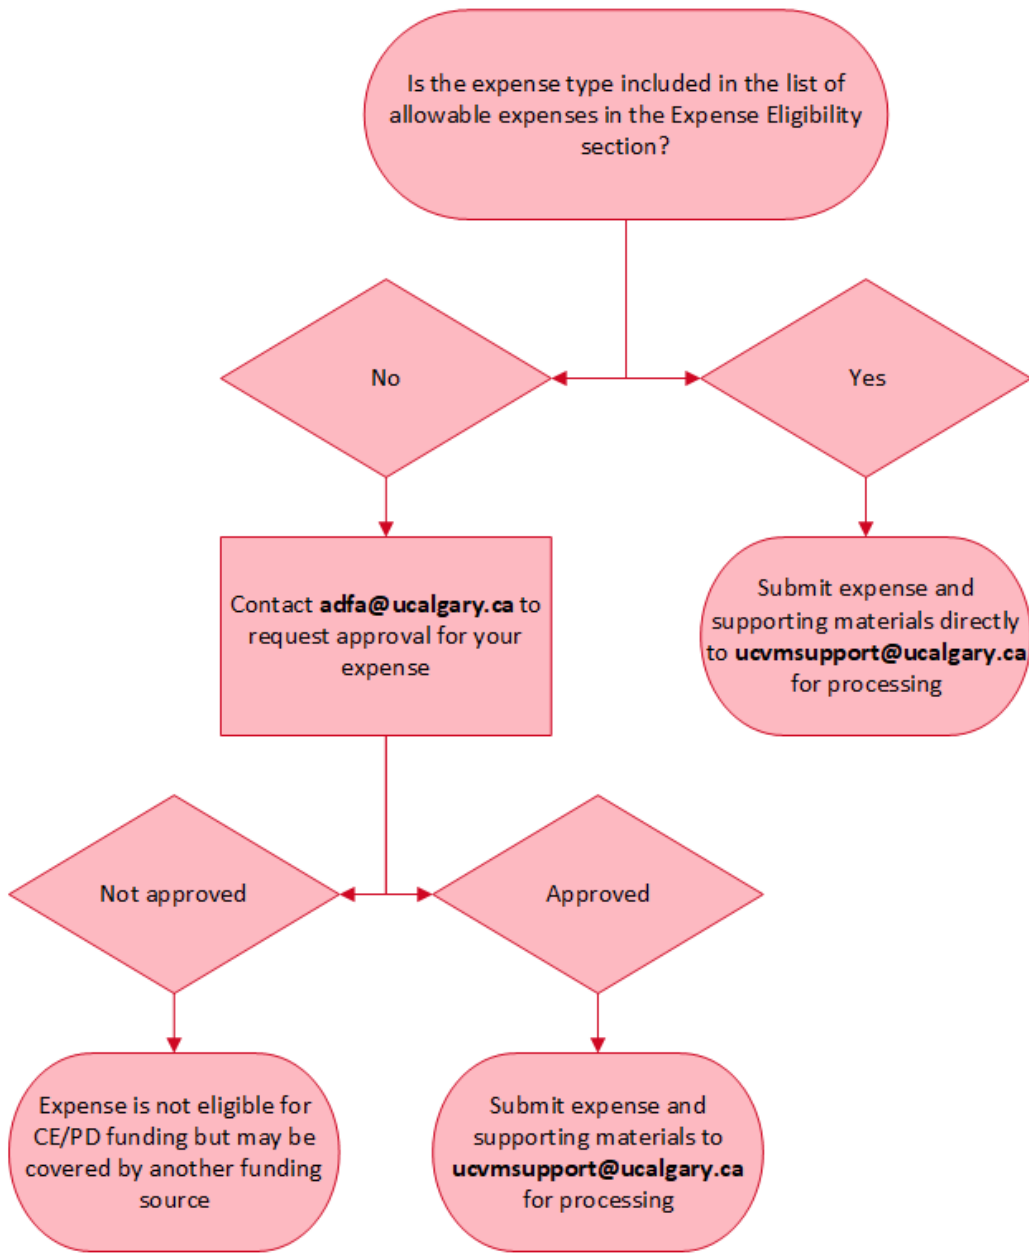 Is the expense type included in the list of
allowable expenses in the Expense Eligibility
section?
No
Yes
Contact adfa@ucalgary.ca to
request approval for your
expense
Submit expense and
supporting materials directly
to ucvmsupport@ucalgary.ca
for processing
Not approved
Approved
Expense is not eligible for
CE/PD funding but may be
covered by another funding
source
Submit expense and
supporting materials to
ucvmsupport@ucalgary.ca
for processing